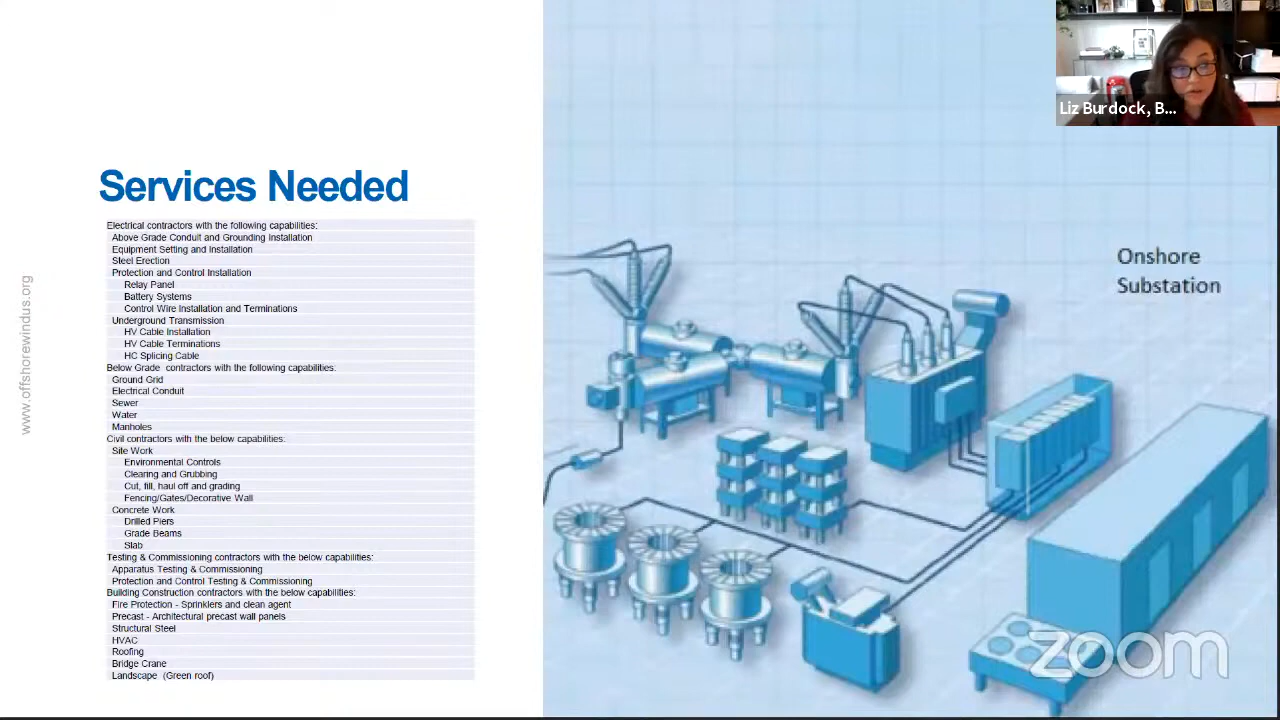 Liz Burdock, B...
Services Needed
Electrical contractors with the following capabilities:
Above Grade Conduit and Grounding Installation
Equipment Setting and Installation
Steel Erection
Protection and Control Installation
Relay Panel
Battery Systems
Control Wire Installation and Terminations
Underground Transmission
HV Cable Installation
HV Cable Terminations
HC Splicing Cable
Below Grade contractors with the following capabilities:
Ground Grid
Electrical Conduit
Sewer
Water
Manholes
Civil contractors with the below capabilities:
Site Work
Environmental Controls
Clearing and Grubbing
Cut, fill, haul off and grading
Fencing/Gates/Decorative Wall
Concrete Work
Drilled Piers
Grade Beams
Slab
Testing & Commissioning contractors with the below capabilities:
Apparatus Testing & Commissioning
Protection and Control Testing & Commissioning
Building Construction contractors with the below capabilities:
Fire Protection - Sprinklers and clean agent
Precast - Architectural precast wall panels
Structural Steel
HVAC
Roofing
Bridge Crane
Landscape (Green roof)
www.offshorewindus.org
Onshore
Substation
zoom